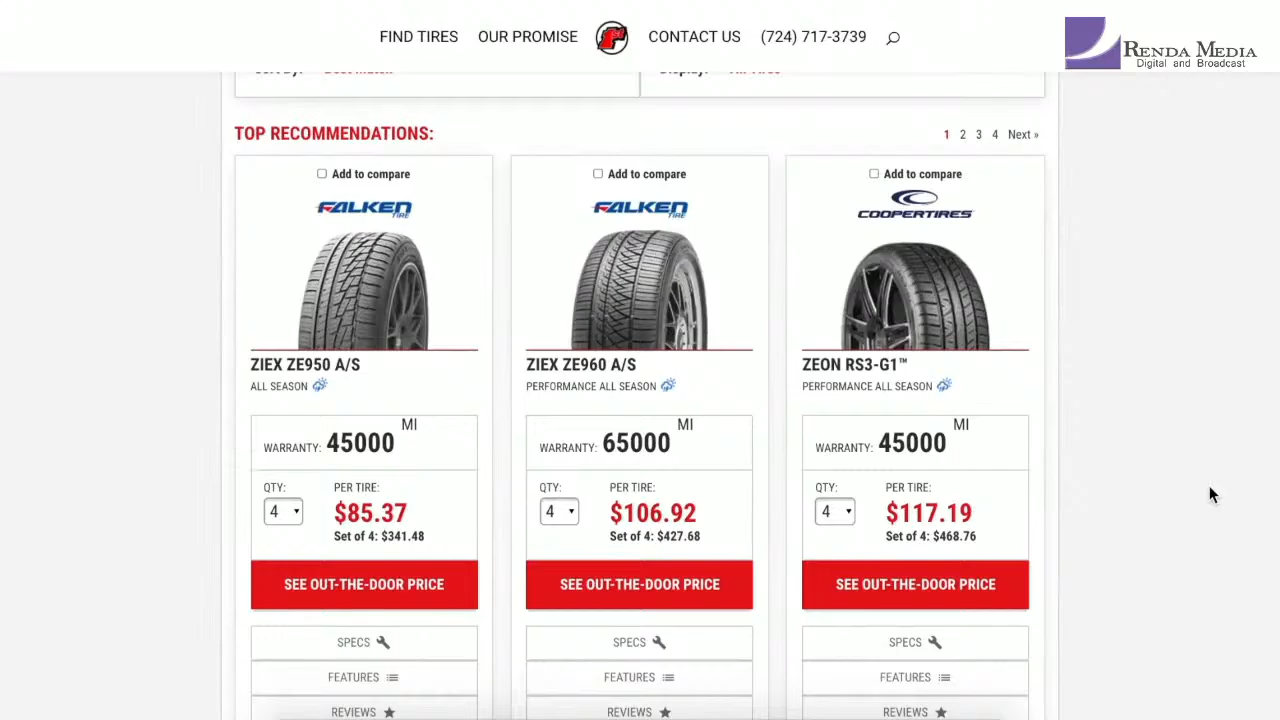 FIND TIRES OUR PROMISE CONTACT US (724) 717-3739
RENDA MEDIA
Digital and Broadcast
TOP RECOMMENDATIONS: 1 2 3 4 Next »
Add to compare Add to compare Add to compare
FALKEN TIRE FALKEN TIRE COOPERTIRES
ZIEX ZE950 A/S ZIEX ZE960 A/S ZEON RS3-G1™
ALL SEASON PERFORMANCE ALL SEASON PERFORMANCE ALL SEASON
WARRANTY: 45000 MI WARRANTY: 65000 MI WARRANTY: 45000 MI
QTY: PER TIRE: QTY: PER TIRE: QTY: PER TIRE:
4 $85.37 4 $106.92 4 $117.19
Set of 4: $341.48 Set of 4: $427.68 Set of 4: $468.76
SEE OUT-THE-DOOR PRICE SEE OUT-THE-DOOR PRICE SEE OUT-THE-DOOR PRICE
SPECS SPECS SPECS
FEATURES FEATURES FEATURES
REVIEWS REVIEWS REVIEWS